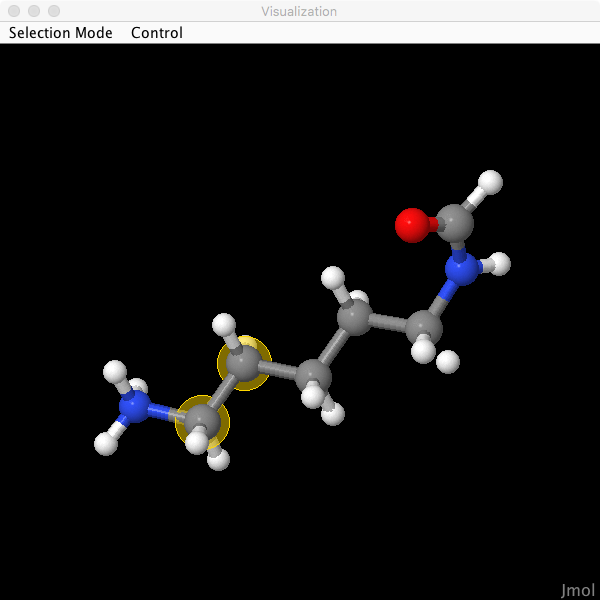 Visualization
Selection Mode Control
Jmol